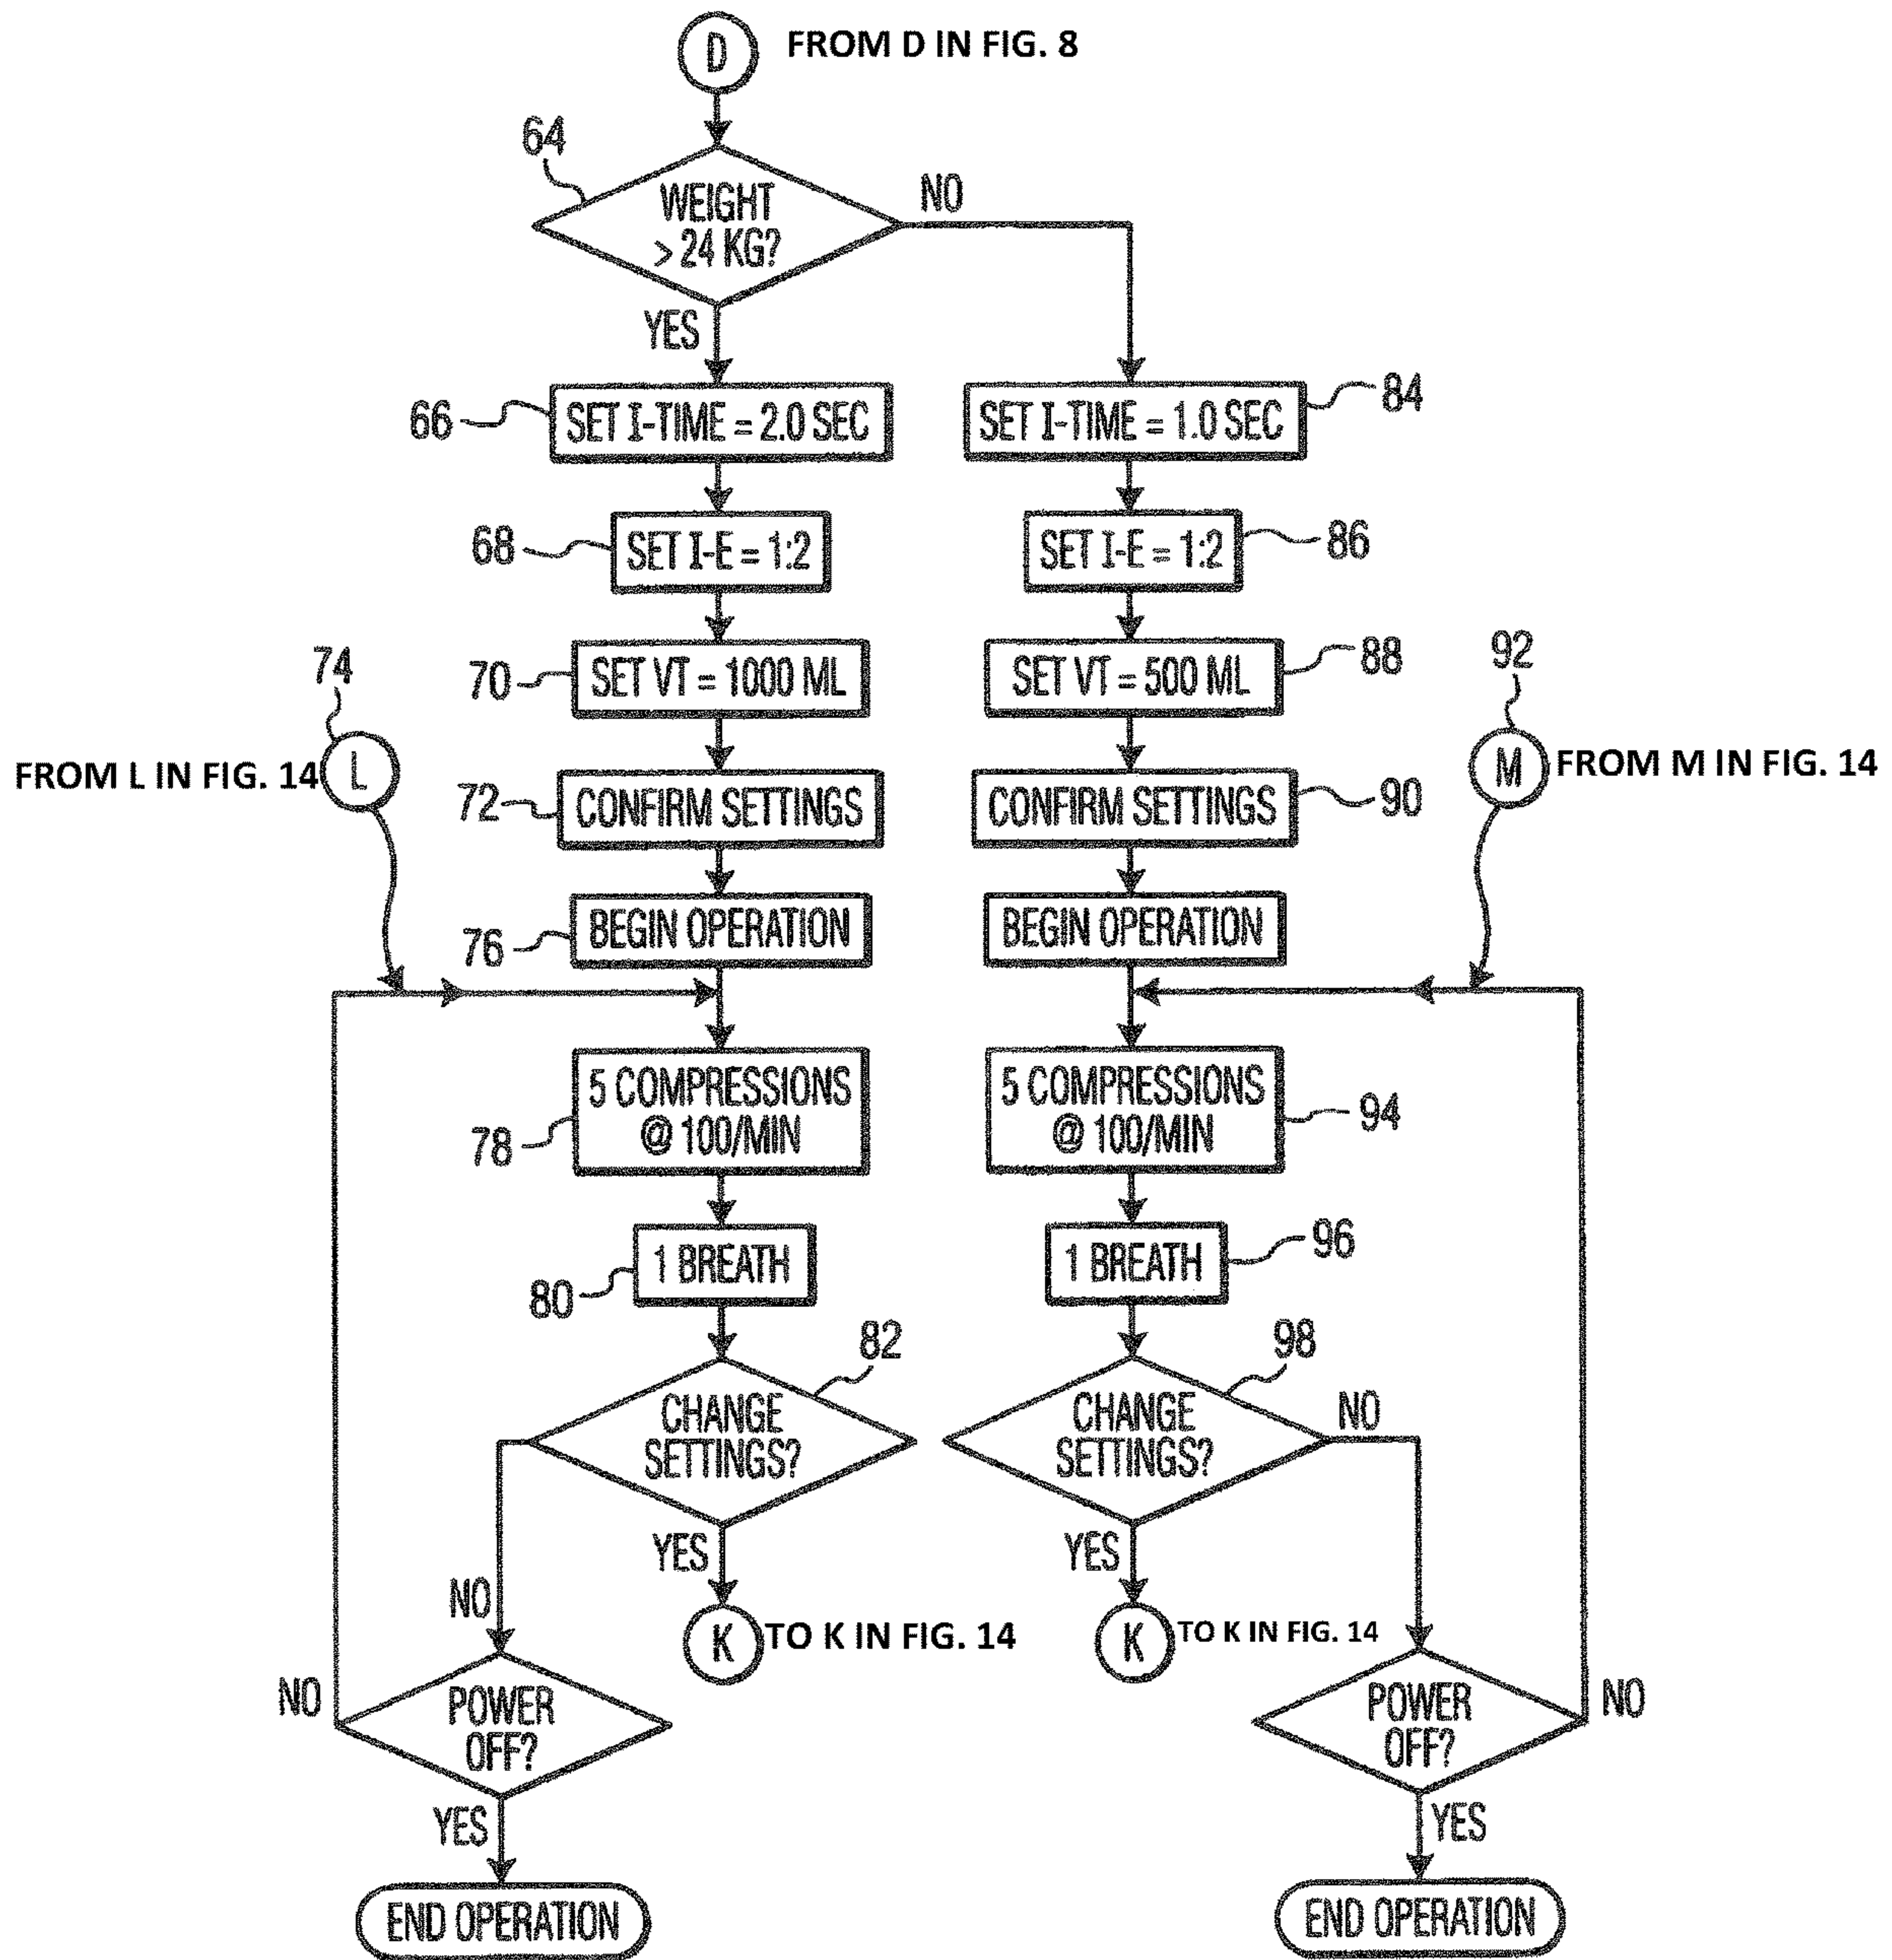 D FROM D IN FIG. 8
64
WEIGHT
> 24 KG?
NO
YES
66
SET I-TIME = 2.0 SEC
SET I-TIME = 1.0 SEC
84
68
SET I-E = 1:2
SET I-E = 1:2
86
70
SET VT = 1000 ML
SET VT = 500 ML
88
74
92
FROM L IN FIG. 14 L
72
CONFIRM SETTINGS
CONFIRM SETTINGS
90
M FROM M IN FIG. 14
76
BEGIN OPERATION
BEGIN OPERATION
78
5 COMPRESSIONS
@ 100/MIN
5 COMPRESSIONS
@ 100/MIN
94
80
1 BREATH
1 BREATH
96
82
CHANGE
SETTINGS?
98
CHANGE
SETTINGS?
NO
YES
YES
NO
K TO K IN FIG. 14
K TO K IN FIG. 14
NO
POWER
OFF?
POWER
OFF?
NO
YES
YES
END OPERATION
END OPERATION